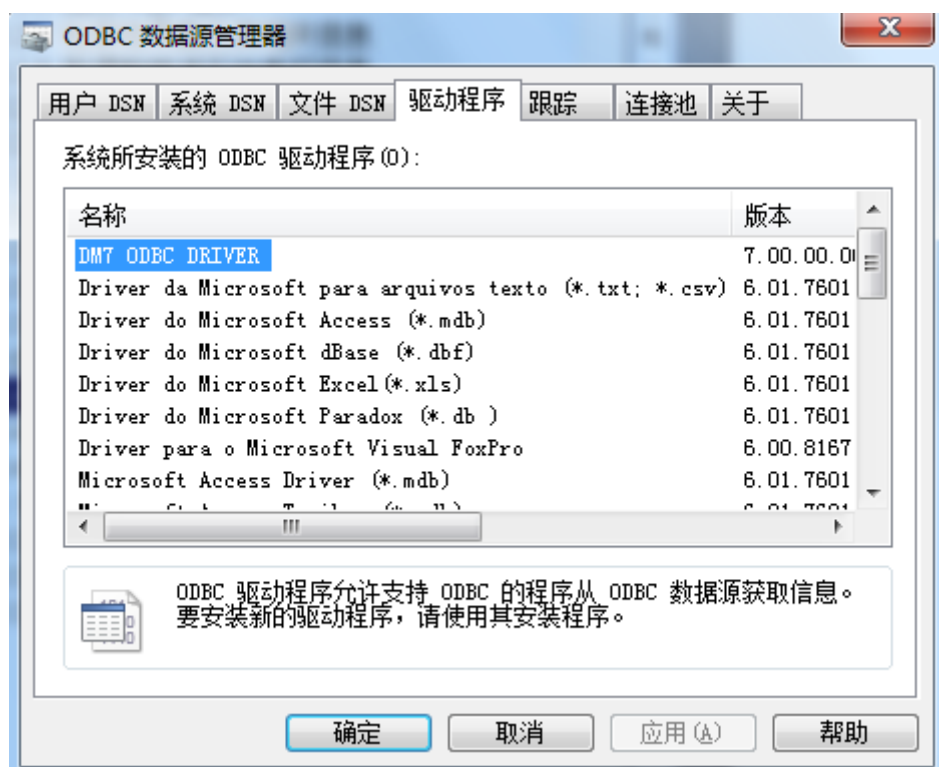 ODBC 数据源管理器
用户 DSN 系统 DSN 文件 DSN 驱动程序 跟踪 连接池 关于
系统所安装的 ODBC 驱动程序(O):
名称 版本
DM7 ODBC DRIVER 7.00.00.0
Driver da Microsoft para arquivos texto (*.txt; *.csv) 6.01.7601
Driver do Microsoft Access (*.mdb) 6.01.7601
Driver do Microsoft dBase (*.dbf) 6.01.7601
Driver do Microsoft Excel(*.xls) 6.01.7601
Driver do Microsoft Paradox (*.db ) 6.01.7601
Driver para o Microsoft Visual FoxPro 6.00.8167
Microsoft Access Driver (*.mdb) 6.01.7601
ODBC 驱动程序允许支持 ODBC 的程序从 ODBC 数据源获取信息。
要安装新的驱动程序，请使用其安装程序。
确定 取消 应用(A) 帮助